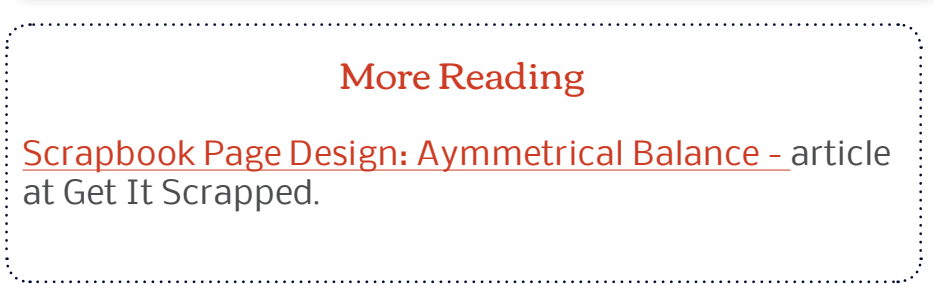 More Reading
Scrapbook Page Design: Aymmetrical Balance - article
at Get It Scrapped.